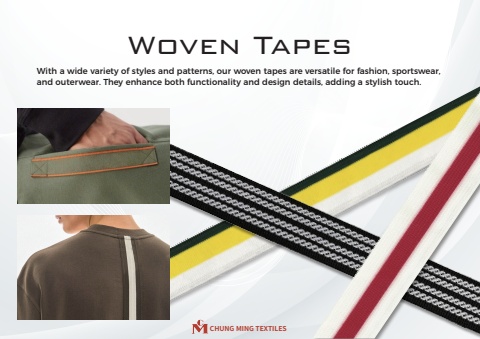 Woven Tapes
With a wide variety of styles and patterns, our woven tapes are versatile for fashion, sportswear,
and outerwear. They enhance both functionality and design details, adding a stylish touch.
CHUNG MING TEXTILES